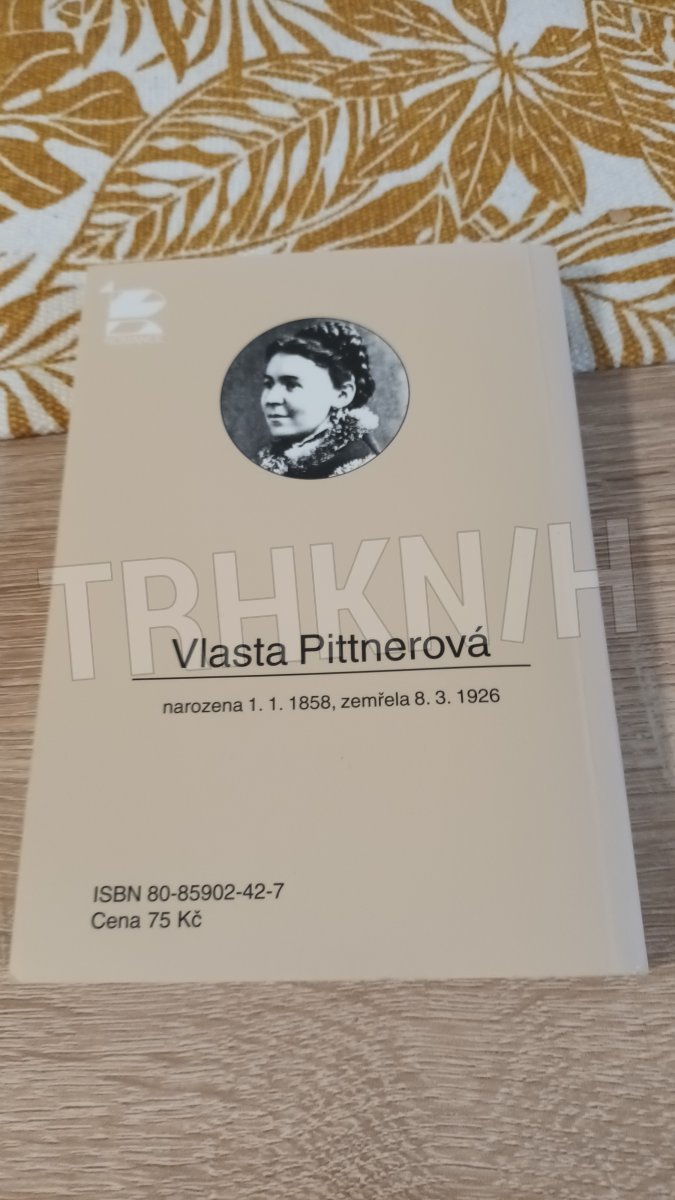 TRHKNIH
Vlasta Pittnerová
narozena 1. 1. 1858, zemřela 8. 3. 1926
ISBN 80-85902-42-7
Cena 75 Kč